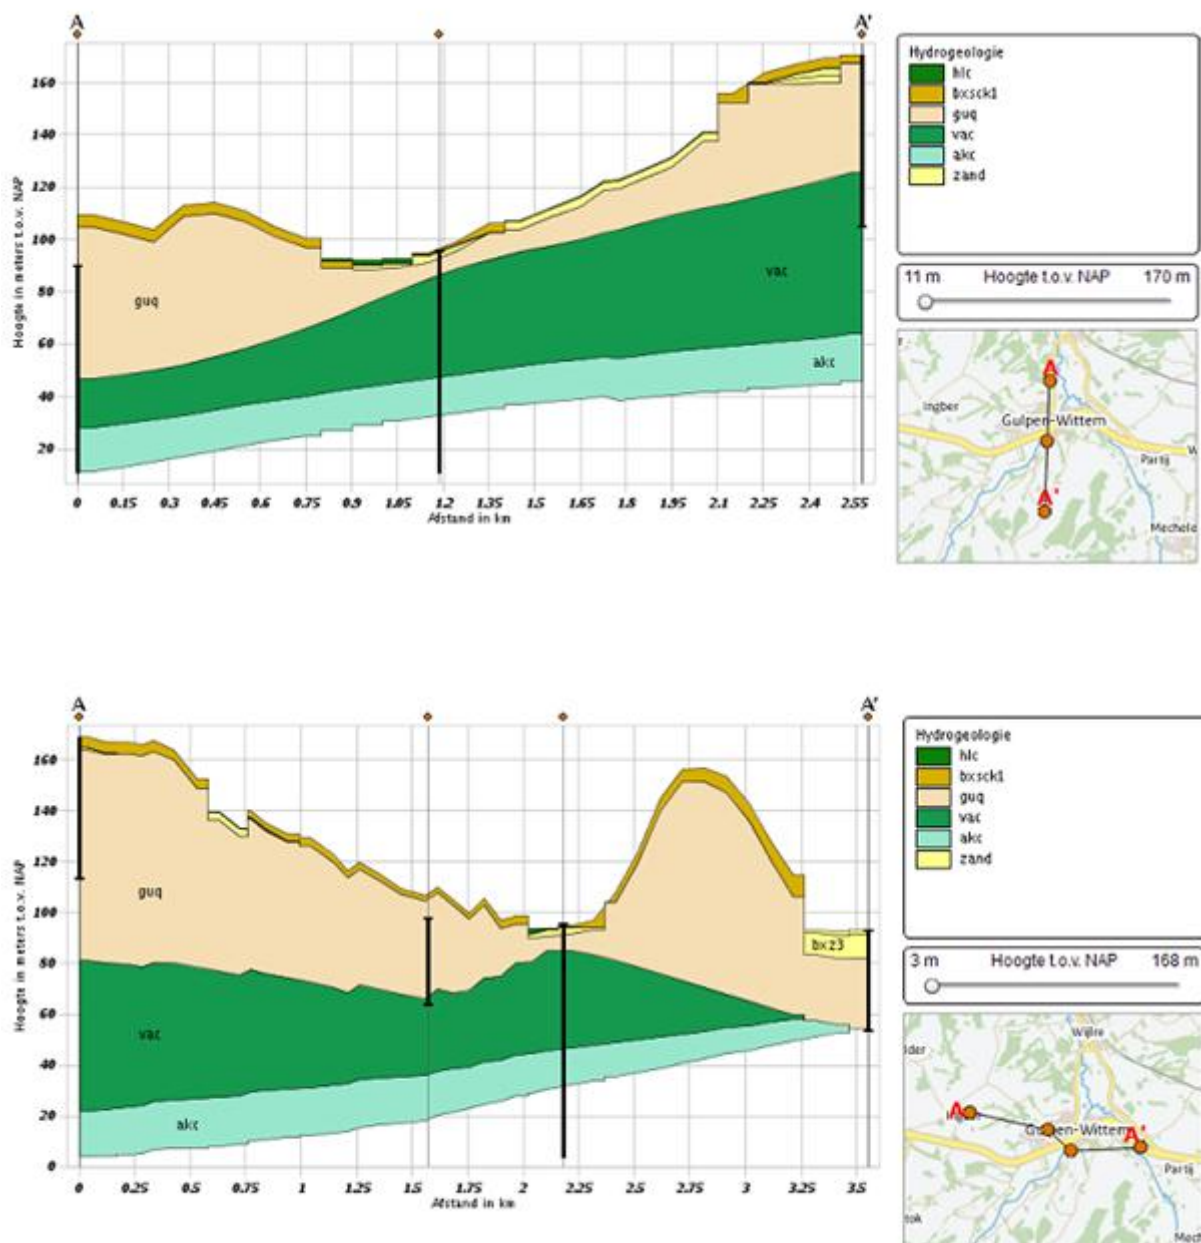 A
A'
Hoogte in meters t.o.v. NAP
160
140
120
100
80
60
40
20
guq
vac
akc
0 0.15 0.3 0.45 0.6 0.75 0.9 1.05 1.2 1.35 1.5 1.65 1.8 1.95 2.1 2.25 2.4 2.55
Afstand in km
Hydrogeologie
hlc
bxsck1
guq
vac
akc
zand
11 m Hoogte t.o.v. NAP 170 m
A
Ingber
Gulpen-Wittem
Partij
W
A'
Mechele
A
A'
Hoogte in meters t.o.v. NAP
160
140
120
100
80
60
40
20
0
guq
bxz3
vac
akc
0 0.25 0.5 0.75 1 1.25 1.5 1.75 2 2.25 2.5 2.75 3 3.25 3.5
Afstand in km
Hydrogeologie
hlc
bxsck1
guq
vac
akc
zand
3 m Hoogte t.o.v. NAP 168 m
Wijlre
ider
A
Gulpen-Wittem
A'
Partij
tok
Mech